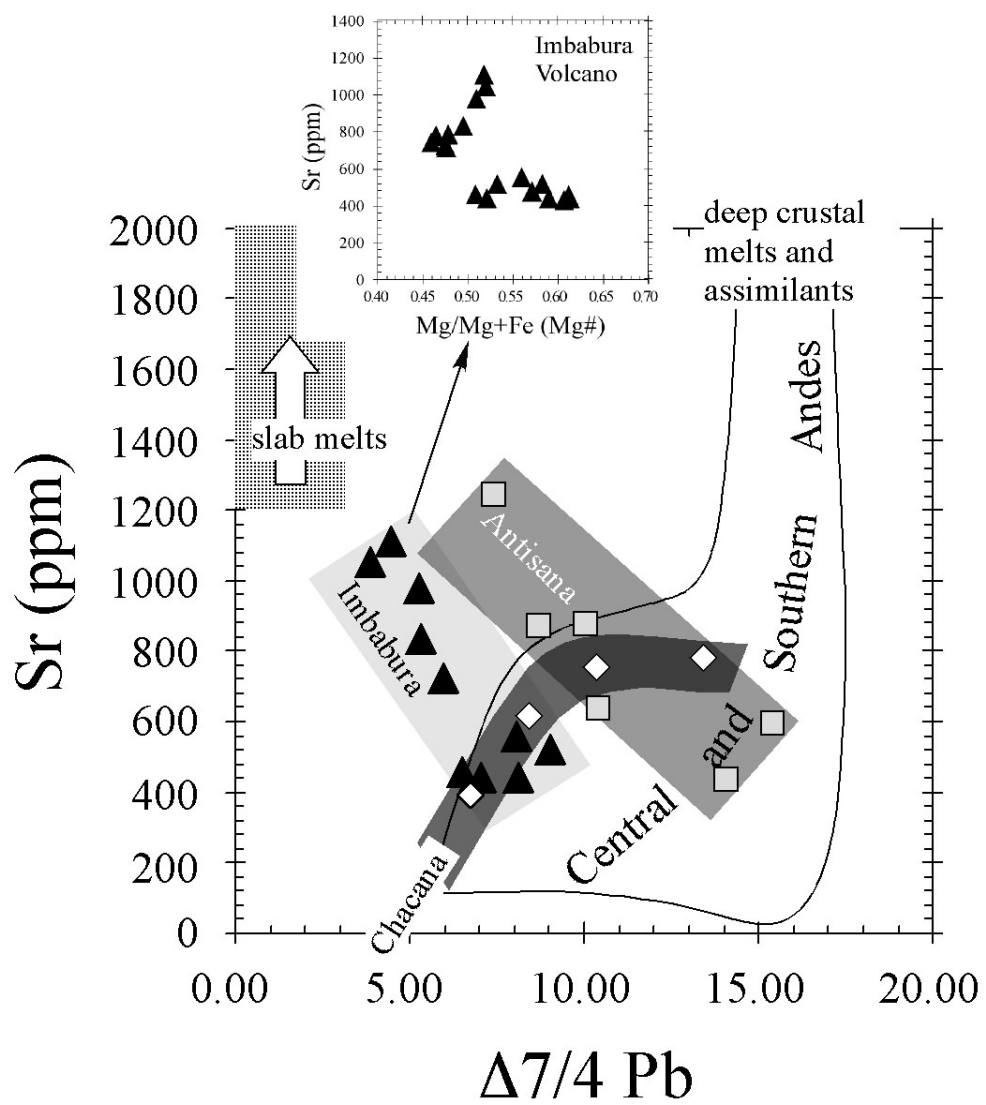 1400
1200
1000
800
600
400
200
0
Sr (ppm)
Imbabura
Volcano
0.40 0.45 0.50 0.55 0.60 0.65 0.70
Mg/Mg+Fe (Mg#)
deep crustal
melts and
assimilants
2000
1800
1600
1400
1200
1000
800
600
400
200
0
Sr (ppm)
slab melts
Antisana
Imbabura
Chacana
Central and Southern Andes
0.00 5.00 10.00 15.00 20.00
Δ7/4 Pb